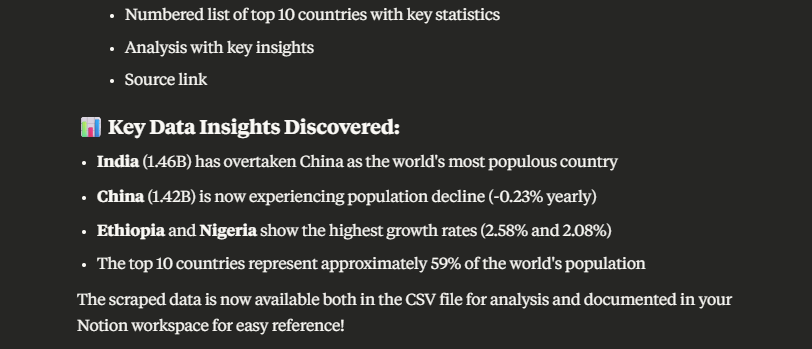 • Numbered list of top 10 countries with key statistics
• Analysis with key insights
• Source link
📊 Key Data Insights Discovered:
• India (1.46B) has overtaken China as the world's most populous country
• China (1.42B) is now experiencing population decline (-0.23% yearly)
• Ethiopia and Nigeria show the highest growth rates (2.58% and 2.08%)
• The top 10 countries represent approximately 59% of the world's population
The scraped data is now available both in the CSV file for analysis and documented in your
Notion workspace for easy reference!